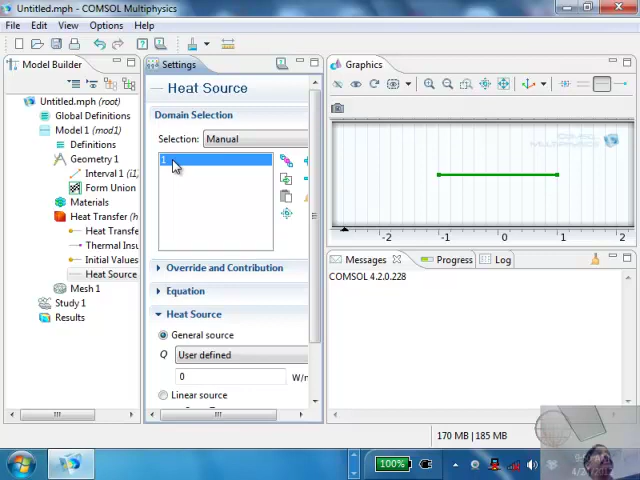 Untitled.mph - COMSOL Multiphysics
File Edit View Options Help
Model Builder
Untitled.mph (root)
Global Definitions
Model 1 (mod1)
Definitions
Geometry 1
Interval 1 (i1
Form Union
Materials
Heat Transfer (
Heat Transfe
Thermal Insu
Initial Values
Heat Source
Mesh 1
Study 1
Results
Settings
Heat Source
Domain Selection
Selection: Manual
1
Override and Contribution
Equation
Heat Source
General source
Q User defined
0 W/n
Linear source
Graphics
COMSOL
MULTIPHYSICS
-2 -1 0 1 2
Messages Progress Log
COMSOL 4.2.0.228
170 MB | 185 MB
100%